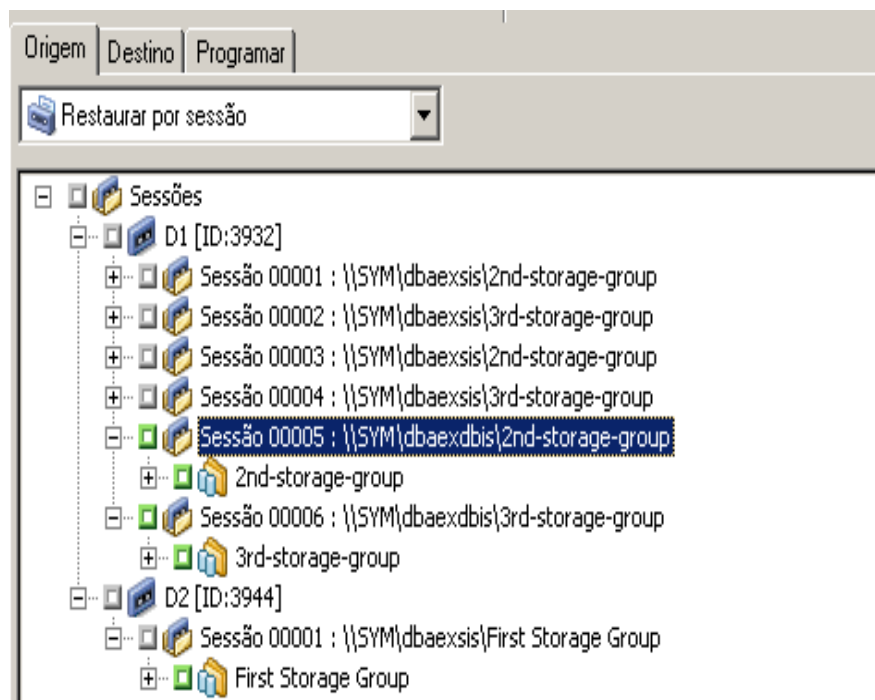 Origem Destino Programar
Restaurar por sessão
Sessões
D1 [ID:3932]
Sessão 00001 : \\SYM\dbaexsis\2nd-storage-group
Sessão 00002 : \\SYM\dbaexsis\3rd-storage-group
Sessão 00003 : \\SYM\dbaexsis\2nd-storage-group
Sessão 00004 : \\SYM\dbaexsis\3rd-storage-group
Sessão 00005 : \\SYM\dbaexdbis\2nd-storage-group
2nd-storage-group
Sessão 00006 : \\SYM\dbaexdbis\3rd-storage-group
3rd-storage-group
D2 [ID:3944]
Sessão 00001 : \\SYM\dbaexsis\First Storage Group
First Storage Group